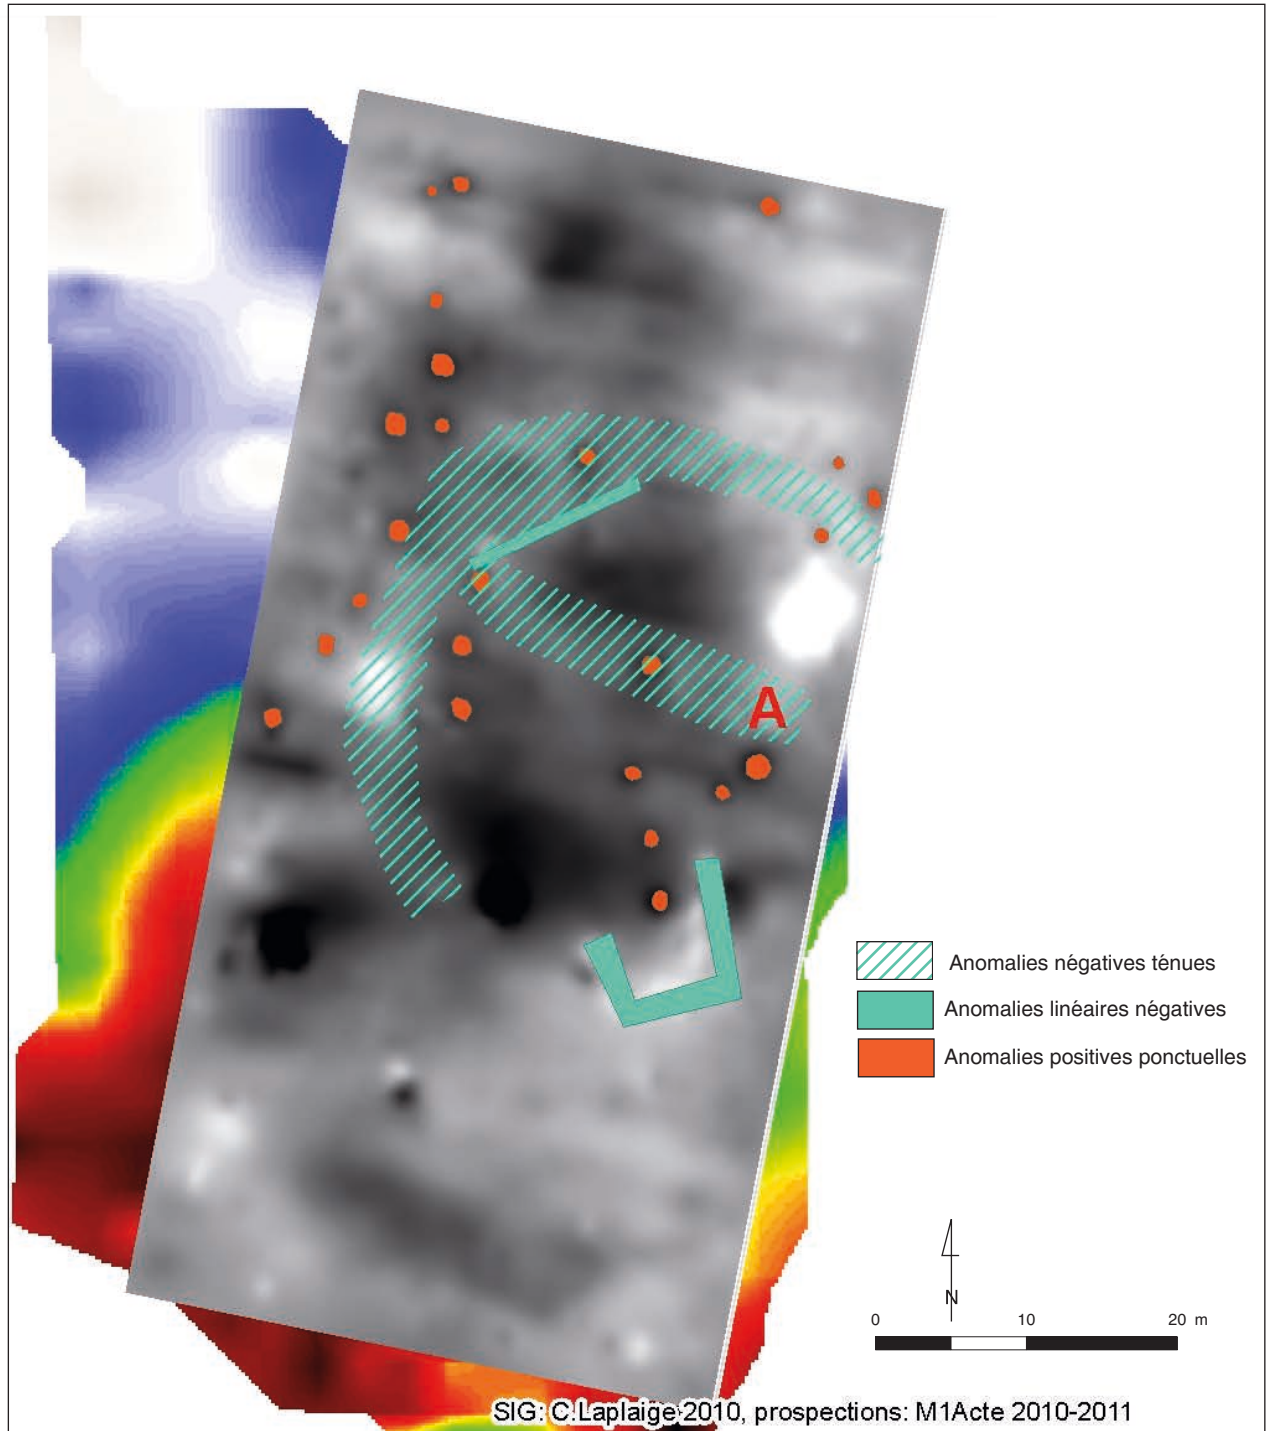 A
Anomalies négatives ténues
Anomalies linéaires négatives
Anomalies positives ponctuelles
N
0 10 20 m
SIG: C.Laplaige 2010, prospections: M1Acte 2010-2011